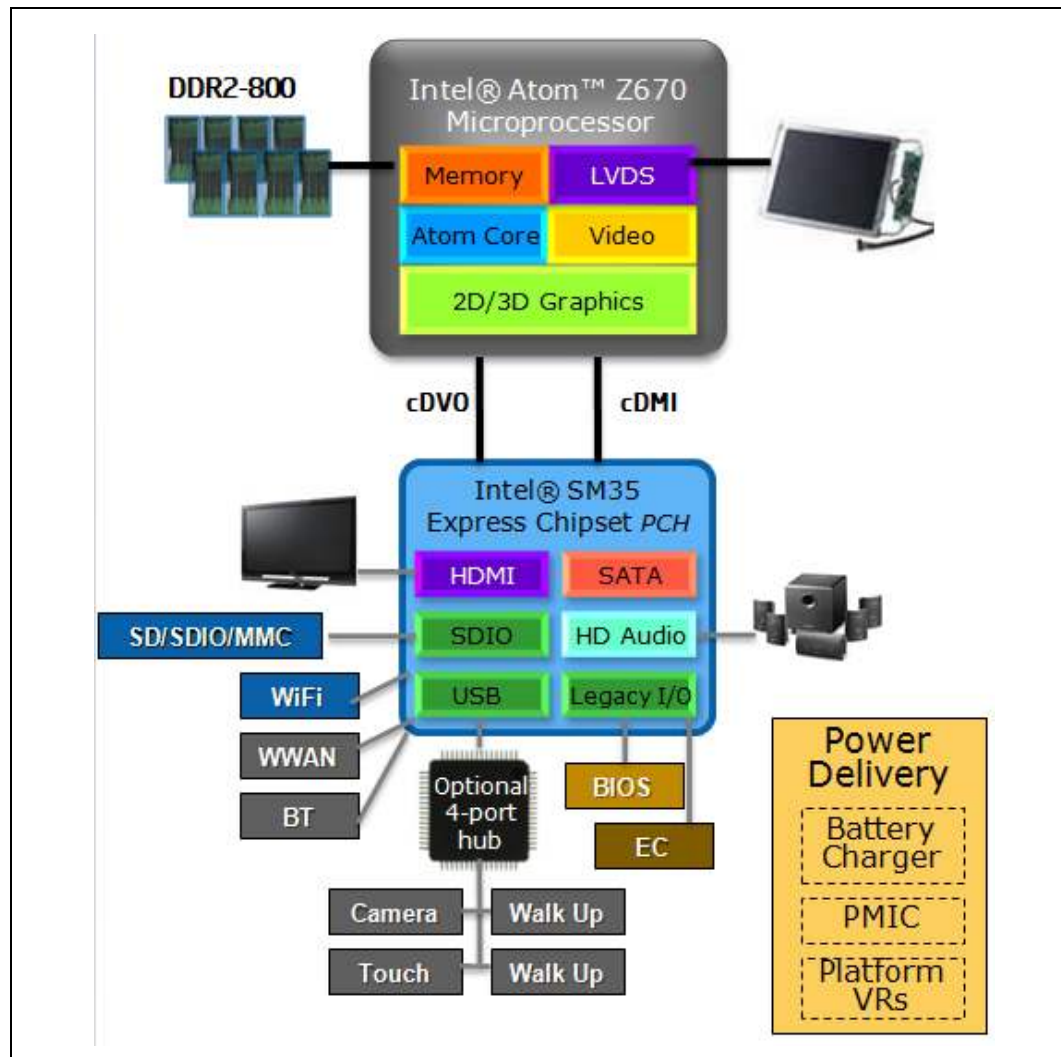 DDR2-800
Intel® Atom™ Z670
Microprocessor
Memory
LVDS
Atom Core
Video
2D/3D Graphics
cDVO
cDMI
Intel® SM35
Express Chipset PCH
HDMI
SATA
SD/SDIO/MMC
SDIO
HD Audio
WiFi
USB
Legacy I/O
WWAN
BT
Optional
4-port
hub
BIOS
EC
Camera
Walk Up
Touch
Walk Up
Power
Delivery
Battery
Charger
PMIC
Platform
VRs